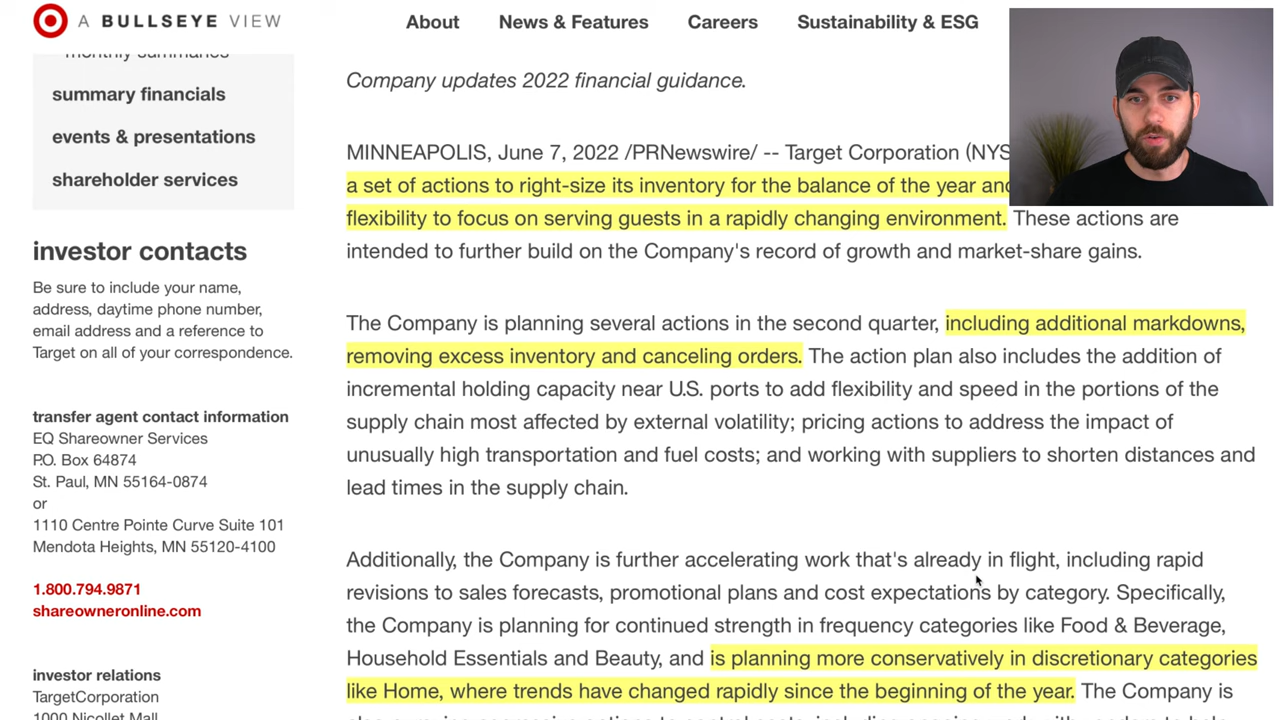 A BULLSEYE VIEW
About News & Features Careers Sustainability & ESG
monthly summaries
summary financials
events & presentations
shareholder services
investor contacts
Be sure to include your name,
address, daytime phone number,
email address and a reference to
Target on all of your correspondence.
transfer agent contact information
EQ Shareowner Services
P.O. Box 64874
St. Paul, MN 55164-0874
or
1110 Centre Pointe Curve Suite 101
Mendota Heights, MN 55120-4100
1.800.794.9871
shareowneronline.com
investor relations
TargetCorporation
1000 Nicollet Mall
Company updates 2022 financial guidance.
MINNEAPOLIS, June 7, 2022 /PRNewswire/ -- Target Corporation (NYS
a set of actions to right-size its inventory for the balance of the year and
flexibility to focus on serving guests in a rapidly changing environment. These actions are
intended to further build on the Company's record of growth and market-share gains.
The Company is planning several actions in the second quarter, including additional markdowns,
removing excess inventory and canceling orders. The action plan also includes the addition of
incremental holding capacity near U.S. ports to add flexibility and speed in the portions of the
supply chain most affected by external volatility; pricing actions to address the impact of
unusually high transportation and fuel costs; and working with suppliers to shorten distances and
lead times in the supply chain.
Additionally, the Company is further accelerating work that's already in flight, including rapid
revisions to sales forecasts, promotional plans and cost expectations by category. Specifically,
the Company is planning for continued strength in frequency categories like Food & Beverage,
Household Essentials and Beauty, and is planning more conservatively in discretionary categories
like Home, where trends have changed rapidly since the beginning of the year. The Company is